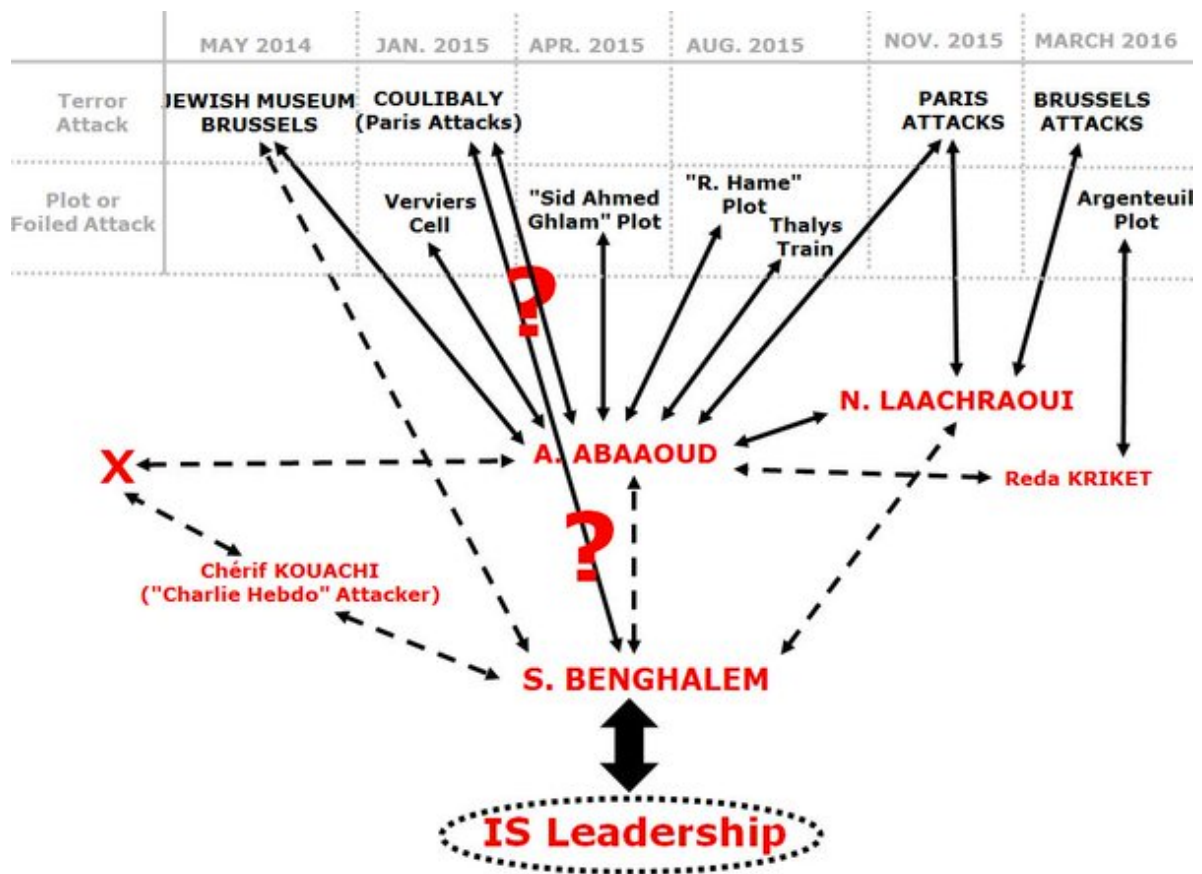 MAY 2014
JAN. 2015
APR. 2015
AUG. 2015
NOV. 2015
MARCH 2016
Terror
Attack
JEWISH MUSEUM
BRUSSELS
COULIBALY
(Paris Attacks)
PARIS
ATTACKS
BRUSSELS
ATTACKS
Plot or
Foiled Attack
Verviers
Cell
"Sid Ahmed
Ghlam" Plot
"R. Hame"
Plot
Thalys
Train
Argenteuil
Plot
?
N. LAACHRAOUI
A. ABAAOUD
X
Reda KRIKET
?
Chérif KOUACHI
("Charlie Hebdo" Attacker)
S. BENGHALEM
IS Leadership